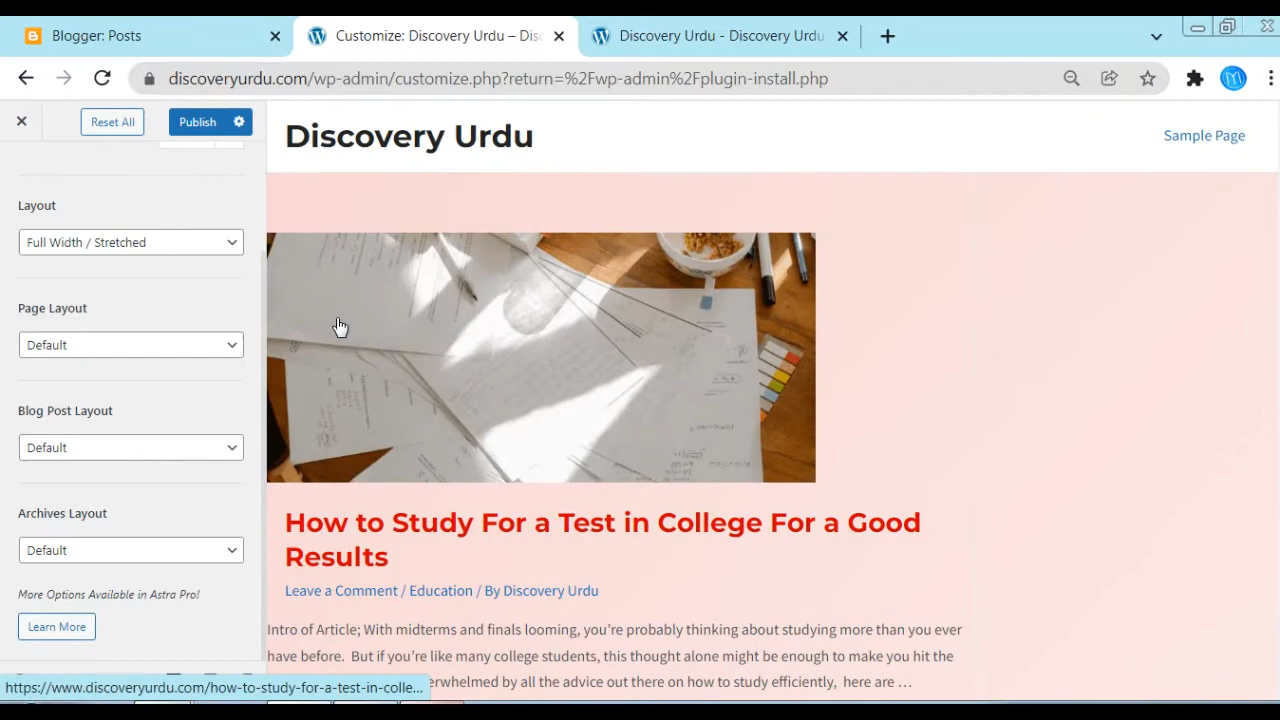 Blogger: Posts
Customize: Discovery Urdu – Disc
Discovery Urdu - Discovery Urdu
discoveryurdu.com/wp-admin/customize.php?return=%2Fwp-admin%2Fplugin-install.php
Reset All
Publish
Discovery Urdu
Sample Page
Layout
Full Width / Stretched
Page Layout
Default
Blog Post Layout
Default
Archives Layout
Default
More Options Available in Astra Pro!
Learn More
How to Study For a Test in College For a Good
Results
Leave a Comment / Education / By Discovery Urdu
Intro of Article; With midterms and finals looming, you're probably thinking about studying more than you ever
have before.  But if you're like many college students, this thought alone might be enough to make you hit the
verwhelmed by all the advice out there on how to study efficiently,  here are …
https://www.discoveryurdu.com/how-to-study-for-a-test-in-colle...